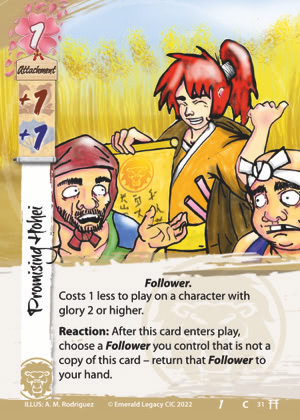 1
Attachment
+1
+1
Promising Hohei
Follower.
Costs 1 less to play on a character with
glory 2 or higher.
Reaction: After this card enters play,
choose a Follower you control that is not a
copy of this card – return that Follower to
your hand.
ILLUS: A. M. Rodriguez © Emerald Legacy CIC 2022 1 C 31